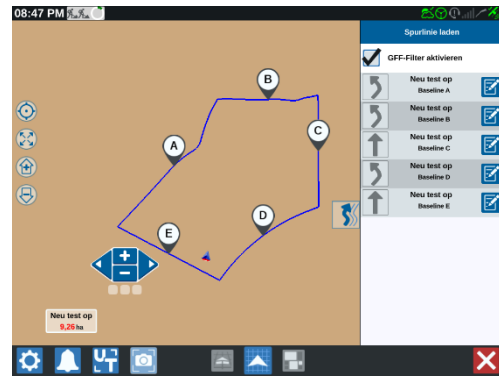 08:47 PM
Spurlinie laden
GFF-Filter aktivieren
Neu test op
Baseline A
Neu test op
Baseline B
Neu test op
Baseline C
Neu test op
Baseline D
Neu test op
Baseline E
B
C
A
D
E
Neu test op
9,26 ha
UT